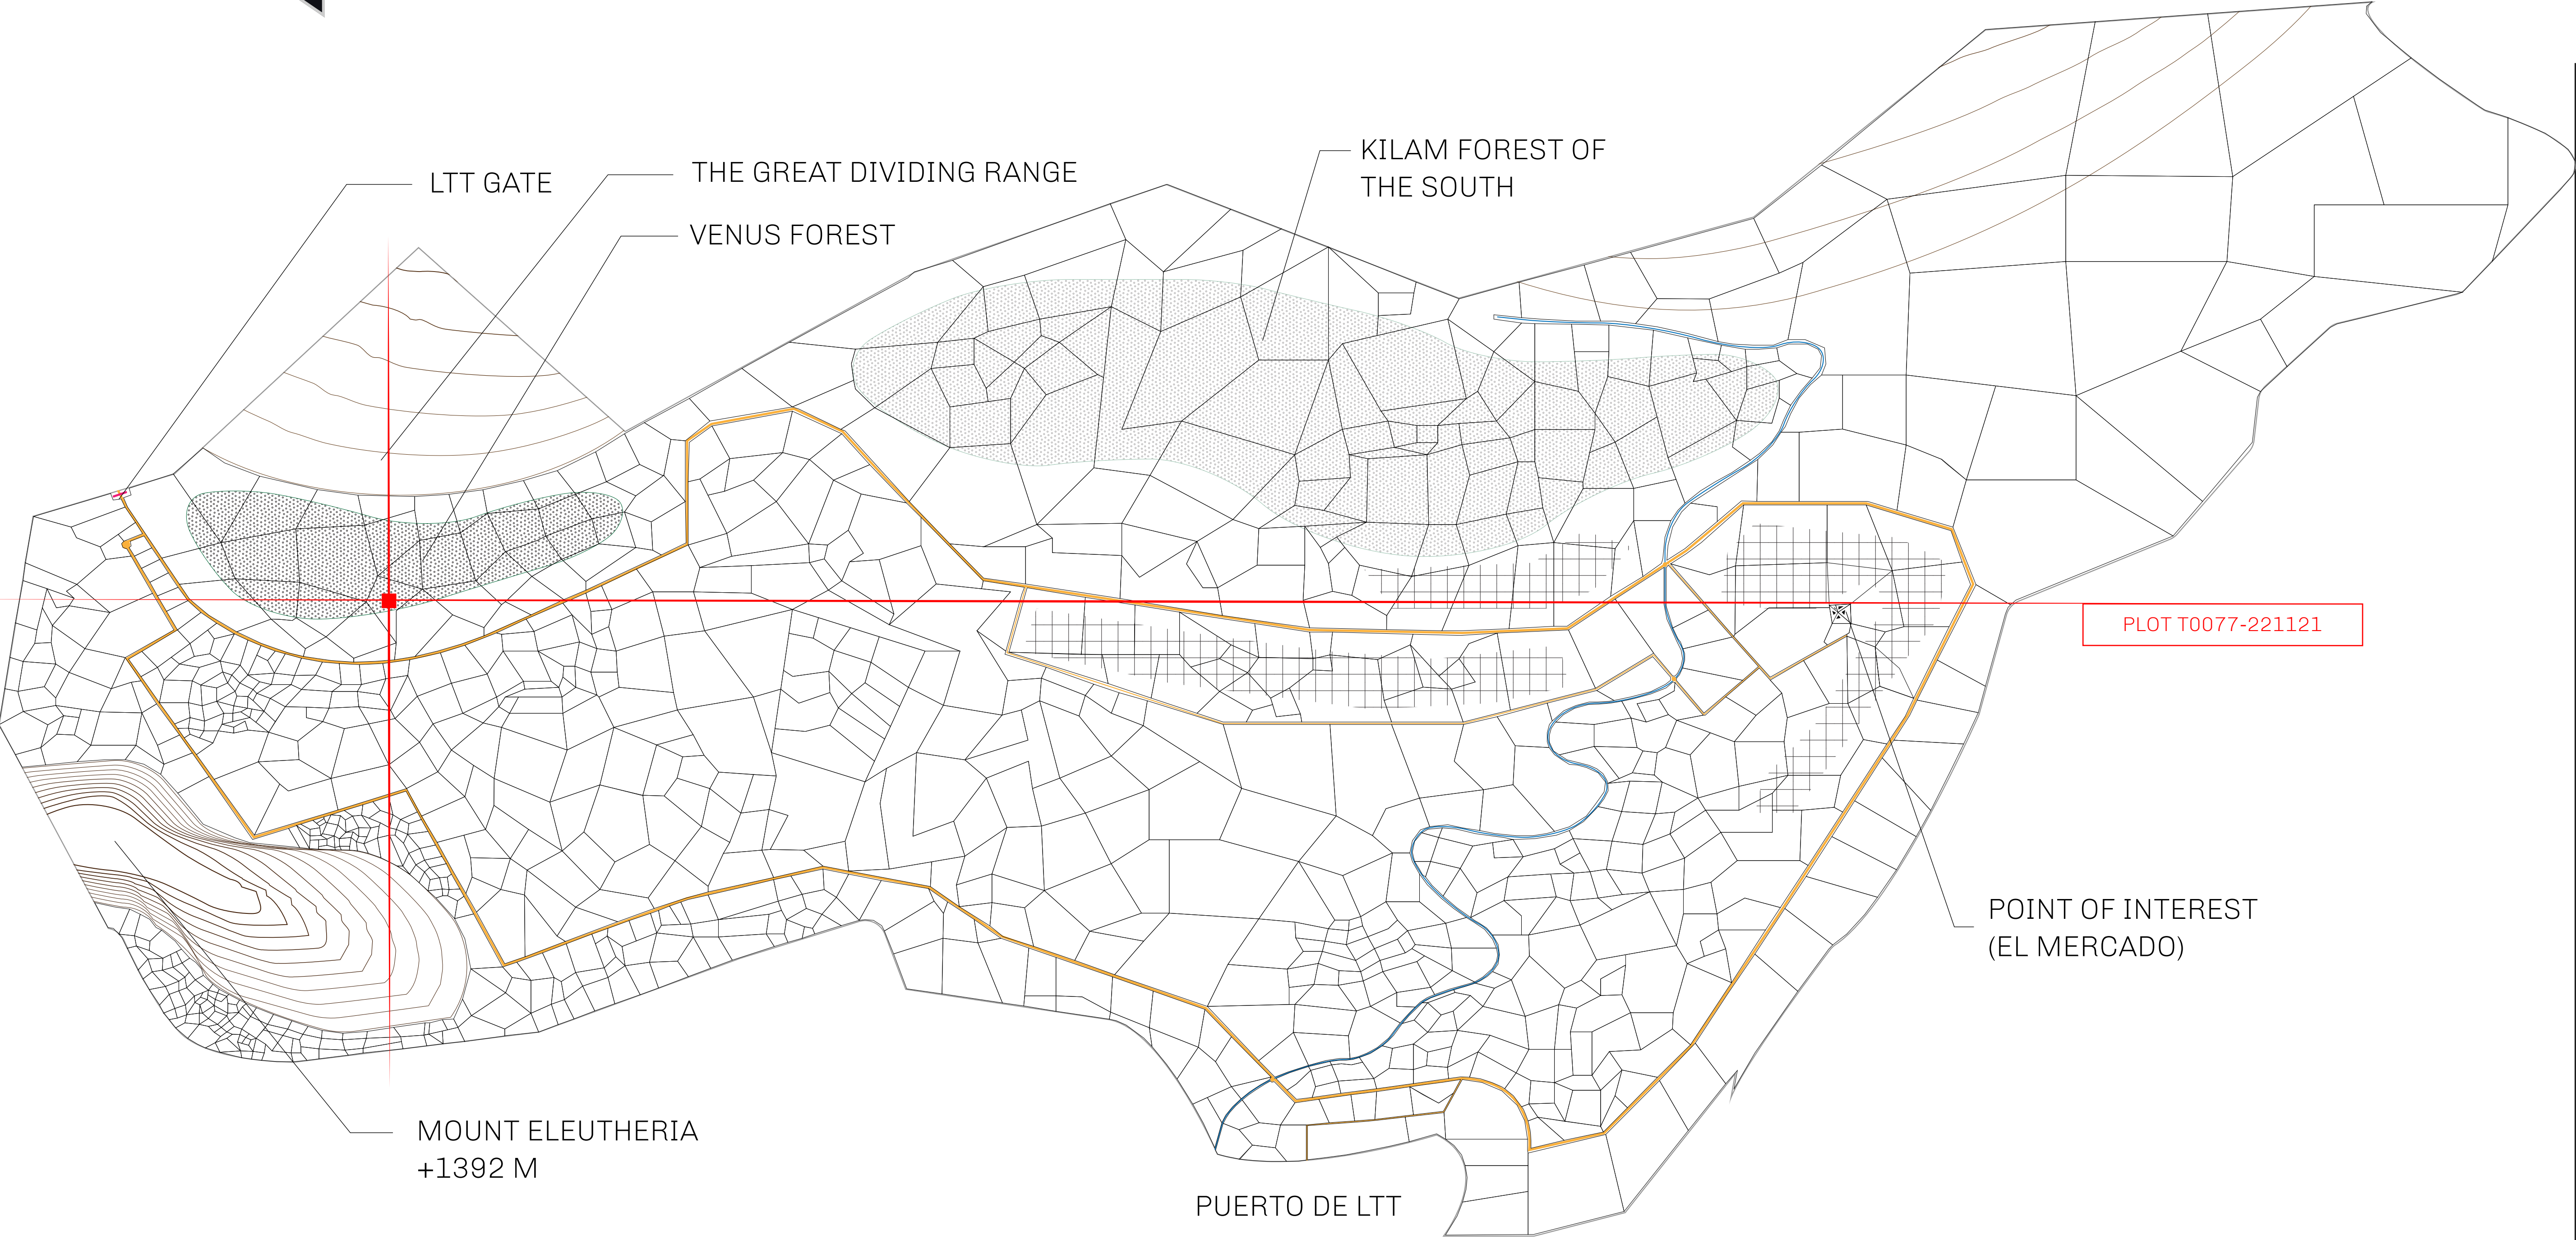 KILAM FOREST OF
THE SOUTH
THE GREAT DIVIDING RANGE
LTT GATE
VENUS FOREST
PLOT T0077-221121
POINT OF INTEREST
(EL MERCADO)
MOUNT ELEUTHERIA
+1392 M
PUERTO DE LTT